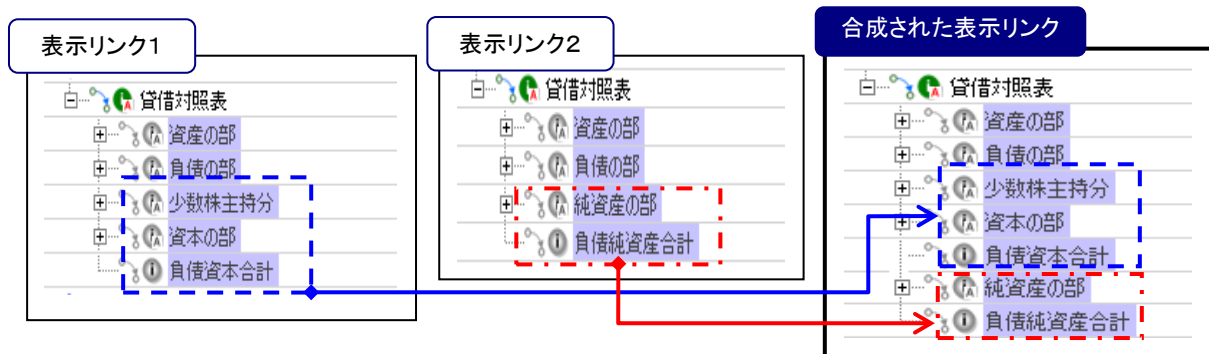 表示リンク1
貸借対照表
資産の部
負債の部
少数株主持分
資本の部
負債資本合計
表示リンク2
貸借対照表
資産の部
負債の部
純資産の部
負債純資産合計
合成された表示リンク
貸借対照表
資産の部
負債の部
少数株主持分
資本の部
負債資本合計
純資産の部
負債純資産合計